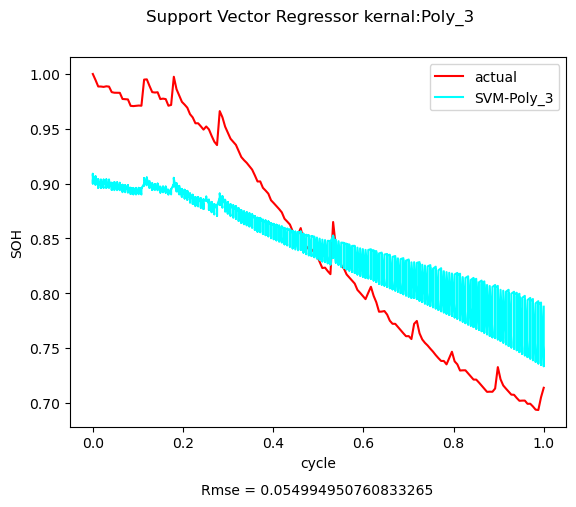 Support Vector Regressor kernal:Poly_3
actual
SVM-Poly_3
SOH
1.00
0.95
0.90
0.85
0.80
0.75
0.70
0.0 0.2 0.4 0.6 0.8 1.0
cycle
Rmse = 0.054994950760833265